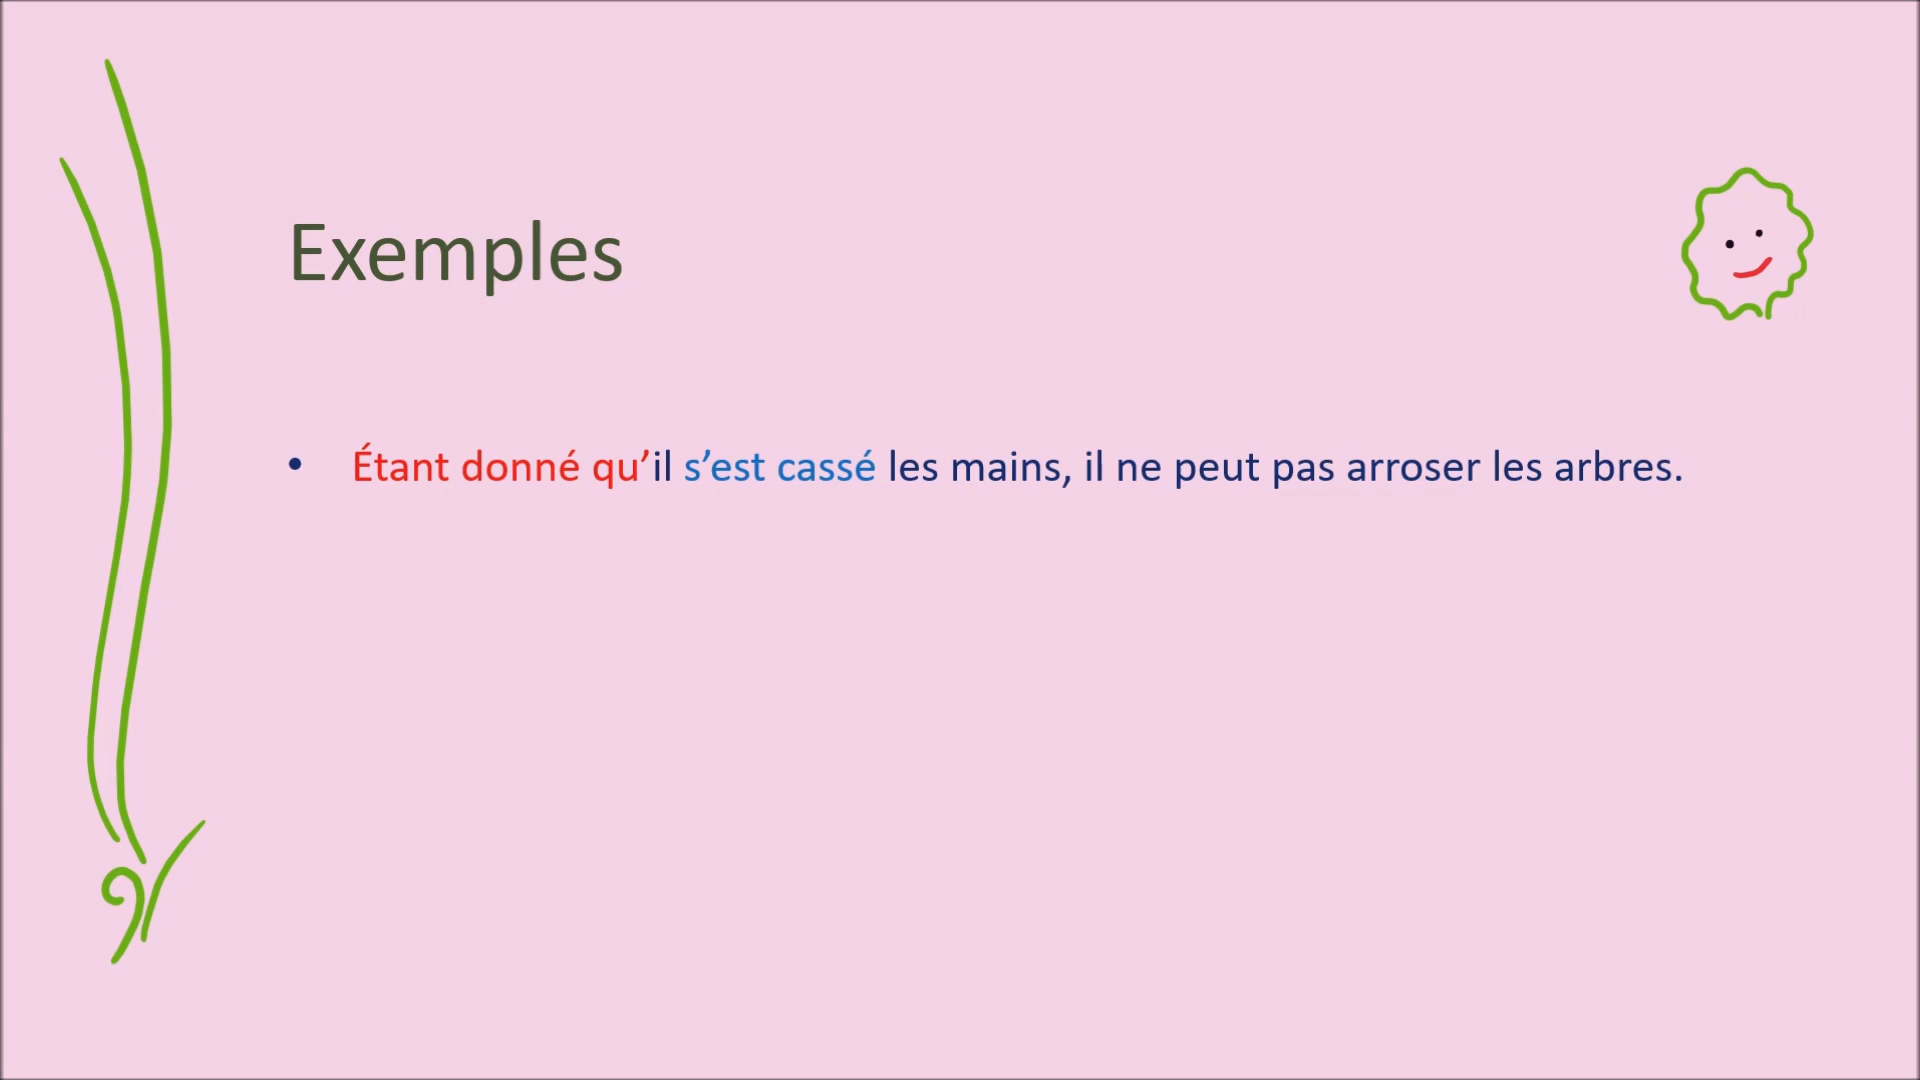 Exemples
• Étant donné qu’il s’est cassé les mains, il ne peut pas arroser les arbres.